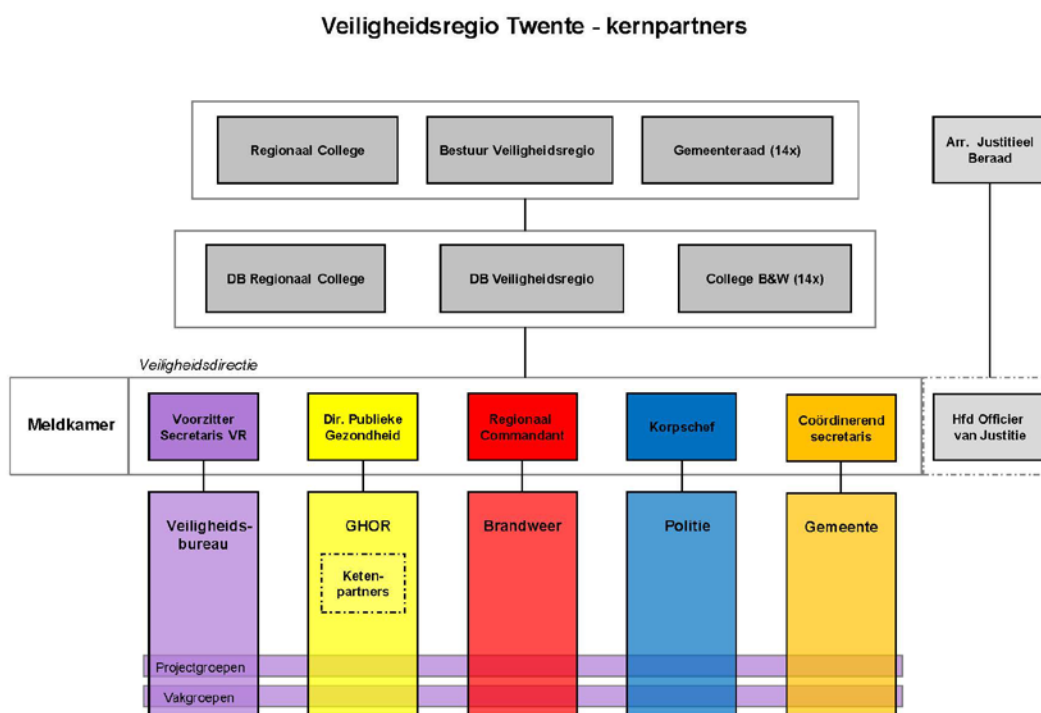 Veiligheidsregio Twente - kernpartners
Regionaal College
Bestuur Veiligheidsregio
Gemeenteraad (14x)
Arr. Justitieel
Beraad
DB Regionaal College
DB Veiligheidsregio
College B&W (14x)
Veiligheidsdirectie
Meldkamer
Voorzitter
Secretaris VR
Dir. Publieke
Gezondheid
Regionaal
Commandant
Korpschef
Coördinerend
secretaris
Hfd Officier
van Justitie
Veiligheids-
bureau
GHOR
Keten-
partners
Brandweer
Politie
Gemeente
Projectgroepen
Vakgroepen